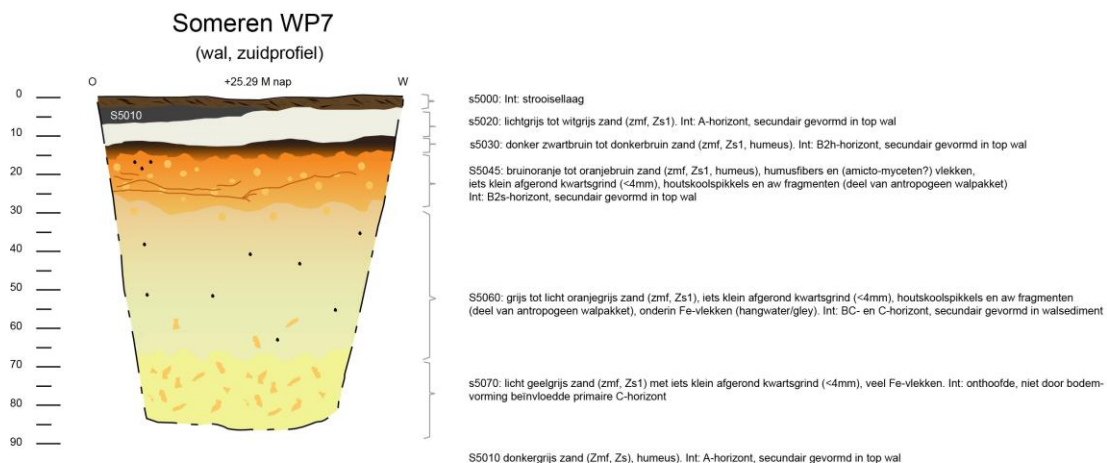 Someren WP7
(wal, zuidprofiel)
O
+25.29 M nap
W
0
10
20
30
40
50
60
70
80
90
S5010
s5000: Int: strooisellaag
s5020: lichtgrijs tot witgrijs zand (zmf, Zs1). Int: A-horizont, secundair gevormd in top wal
s5030: donker zwartbruin tot donkerbruin zand (zmf, Zs1, humeus). Int: B2h-horizont, secundair gevormd in top wal
S5045: bruinoranje tot oranjebruin zand (zmf, Zs1, humeus), humusfibers en (amicto-myceten?) vlekken,
iets klein afgerond kwartsgrind (<4mm), houtskoolspikkels en aw fragmenten (deel van antropogeen walpakket)
Int: B2s-horizont, secundair gevormd in top wal
S5060: grijs tot licht oranjegrijs zand (zmf, Zs1), iets klein afgerond kwartsgrind (<4mm), houtskoolspikkels en aw fragmenten
(deel van antropogeen walpakket), onderin Fe-vlekken (hangwater/gley). Int: BC- en C-horizont, secundair gevormd in walsediment
s5070: licht geelgrijs zand (zmf, Zs1) met iets klein afgerond kwartsgrind (<4mm), veel Fe-vlekken. Int: onthoofde, niet door bodem-
vorming beïnvloedde primaire C-horizont
S5010 donkergrijs zand (Zmf, Zs), humeus). Int: A-horizont, secundair gevormd in top wal